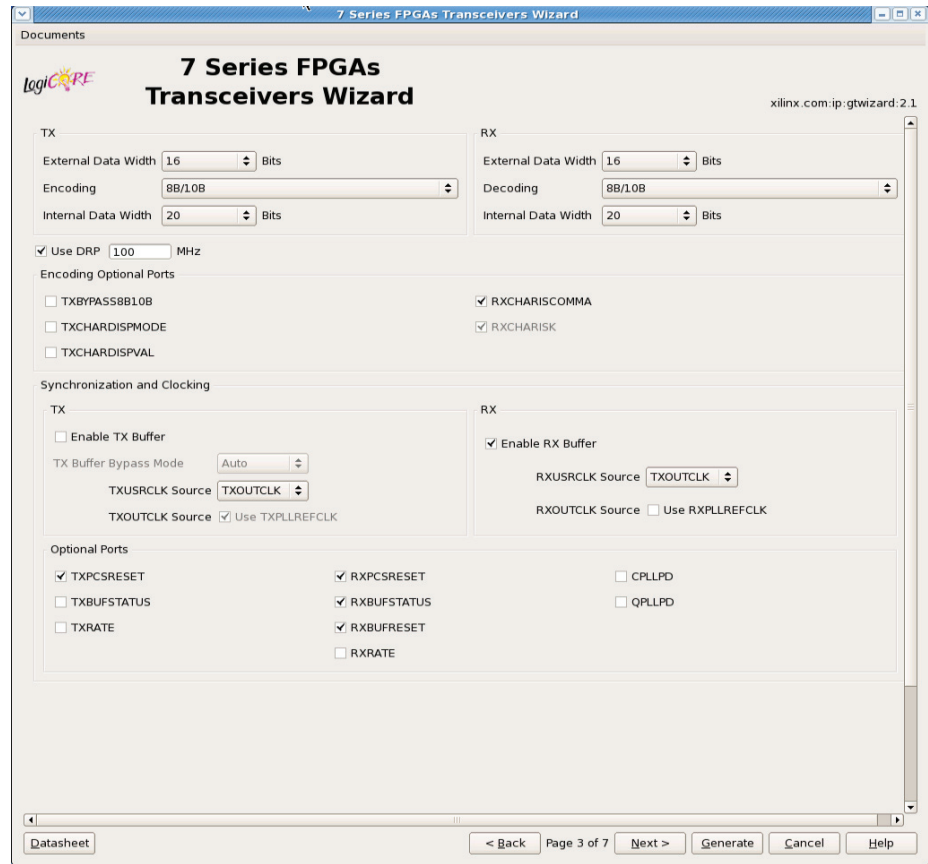 7 Series FPGAs Transceivers Wizard
Documents
LogiCORE
7 Series FPGAs
Transceivers Wizard
xilinx.com:ip:gtwizard:2.1
TX
RX
External Data Width 16 Bits
External Data Width 16 Bits
Encoding 8B/10B
Decoding 8B/10B
Internal Data Width 20 Bits
Internal Data Width 20 Bits
Use DRP 100 MHz
Encoding Optional Ports
TXBYPASS8B10B
RXCHARISCOMMA
TXCHARDISPMODE
RXCHARISK
TXCHARDISPVAL
Synchronization and Clocking
TX
RX
Enable TX Buffer
Enable RX Buffer
TX Buffer Bypass Mode Auto
RXUSRCLK Source TXOUTCLK
TXUSRCLK Source TXOUTCLK
RXOUTCLK Source Use RXPLLREFCLK
TXOUTCLK Source Use TXPLLREFCLK
Optional Ports
TXPCSRESET
RXPCSRESET
CPLLPD
TXBUFSTATUS
RXBUFSTATUS
QPLLPD
TXRATE
RXBUFRESET
RXRATE
Datasheet
< Back Page 3 of 7 Next > Generate Cancel Help